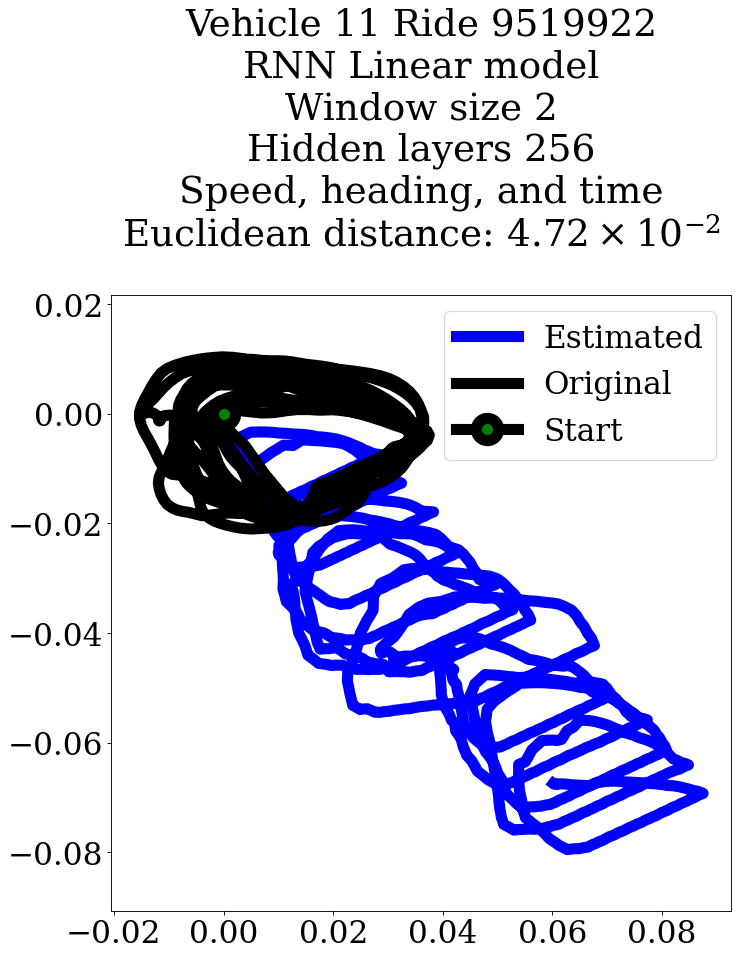 Vehicle 11 Ride 9519922
RNN Linear model
Window size 2
Hidden layers 256
Speed, heading, and time
Euclidean distance: 4.72 × 10⁻²
0.02
0.00
−0.02
−0.04
−0.06
−0.08
Estimated
Original
Start
−0.02 0.00 0.02 0.04 0.06 0.08